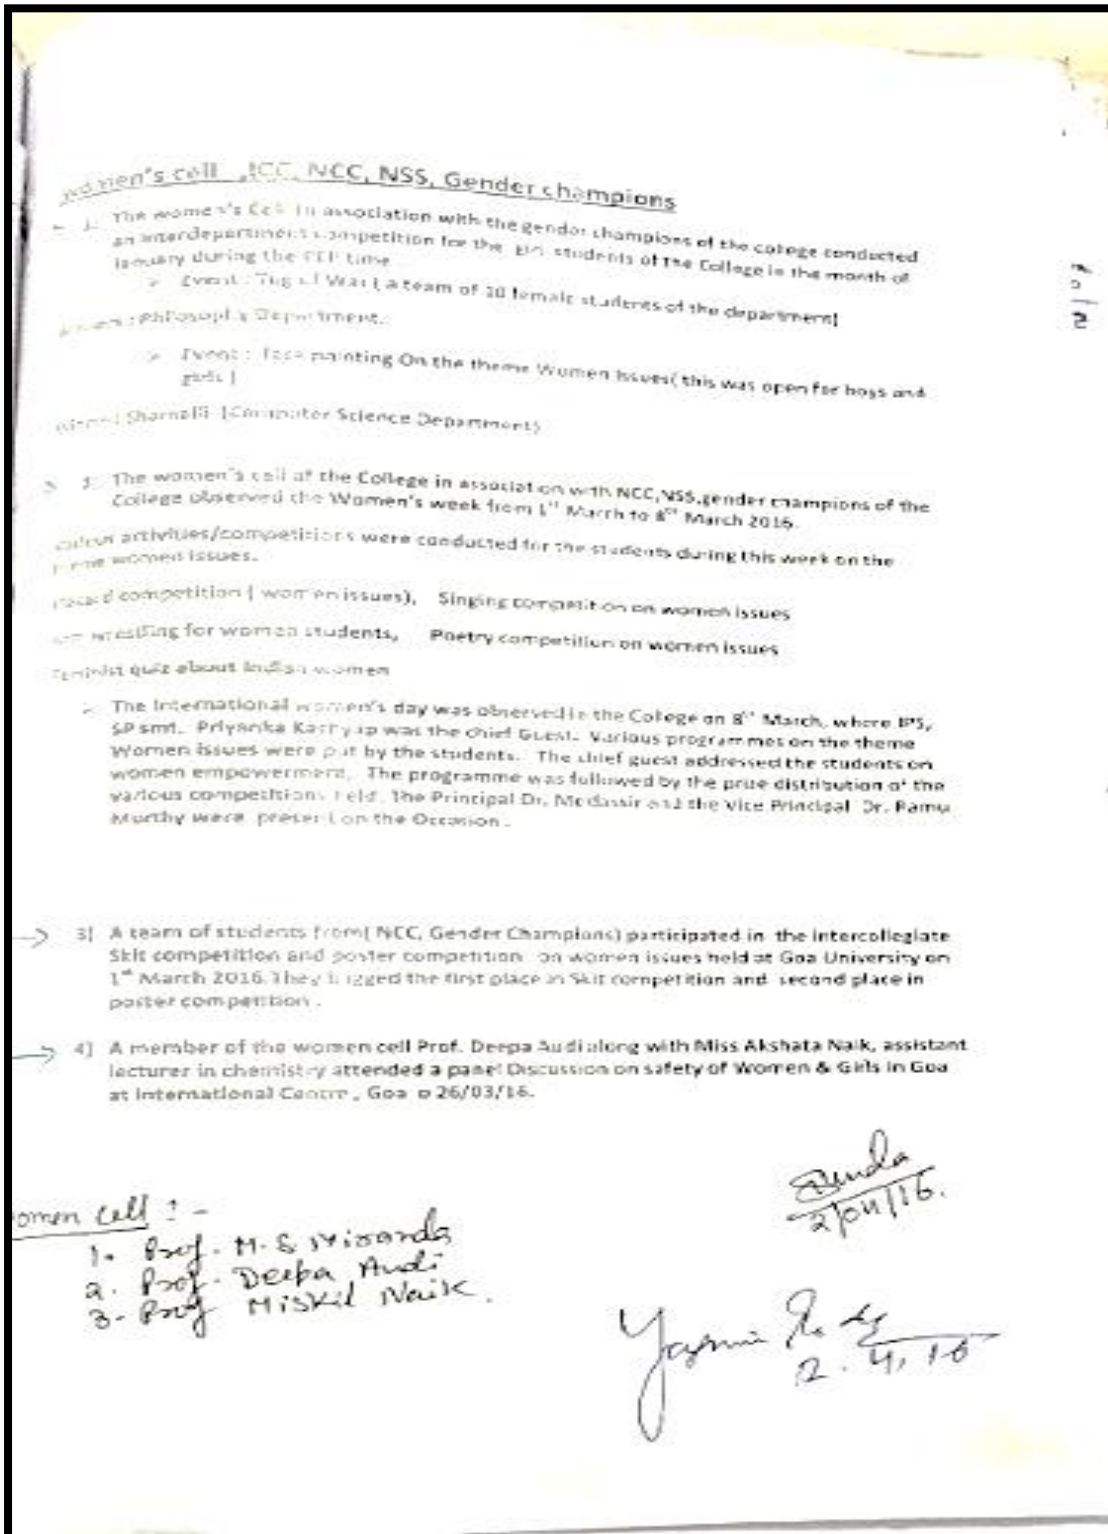 women's cell ,ICC, NCC, NSS, Gender champions
1. The women's Cell in association with the gender champions of the college conducted
an interdepartment competition for the girl students of the College in the month of
January during the time
➢ Event : Tug of War ( a team of 10 female students of the department)
: Philosophy Department.
➢ Event : face painting On the theme Women Issues( this was open for boys and
girls )
: (Computer Science Department)
The women's cell of the College in association with NCC,NSS,gender champions of the
College observed the Women's week from 1st March to 8th March 2016.
activities/competitions were conducted for the students during this week on the
women issues.
competition ( women issues), Singing competition on women issues
wrestling for women students, Poetry competition on women issues
Feminist quiz about Indian women
➢ The International women's day was observed in the College on 8th March, where IPS,
SP smt. Priyanka Kashyap was the chief Guest. Various programmes on the theme
Women issues were put by the students. The chief guest addressed the students on
women empowerment. The programme was followed by the prize distribution of the
various competitions held. The Principal Dr. Modassir and the Vice Principal Dr. Ramu
Murthy were present on the Occasion.
3) A team of students from( NCC, Gender Champions) participated in the intercollegiate
Skit competition and poster competition on women issues held at Goa University on
1st March 2016.They bagged the first place in Skit competition and second place in
poster competition .
4) A member of the women cell Prof. Deepa Audi along with Miss Akshata Naik, assistant
lecturer in chemistry attended a panel Discussion on safety of Women & Girls in Goa
at International Centre , Goa o 26/03/16.
2/04/16.
omen Cell : -
1. Prof. M. S Miranda
2. Prof. Deepa Audi
3- Prof Miskil Naik.
2.4.16